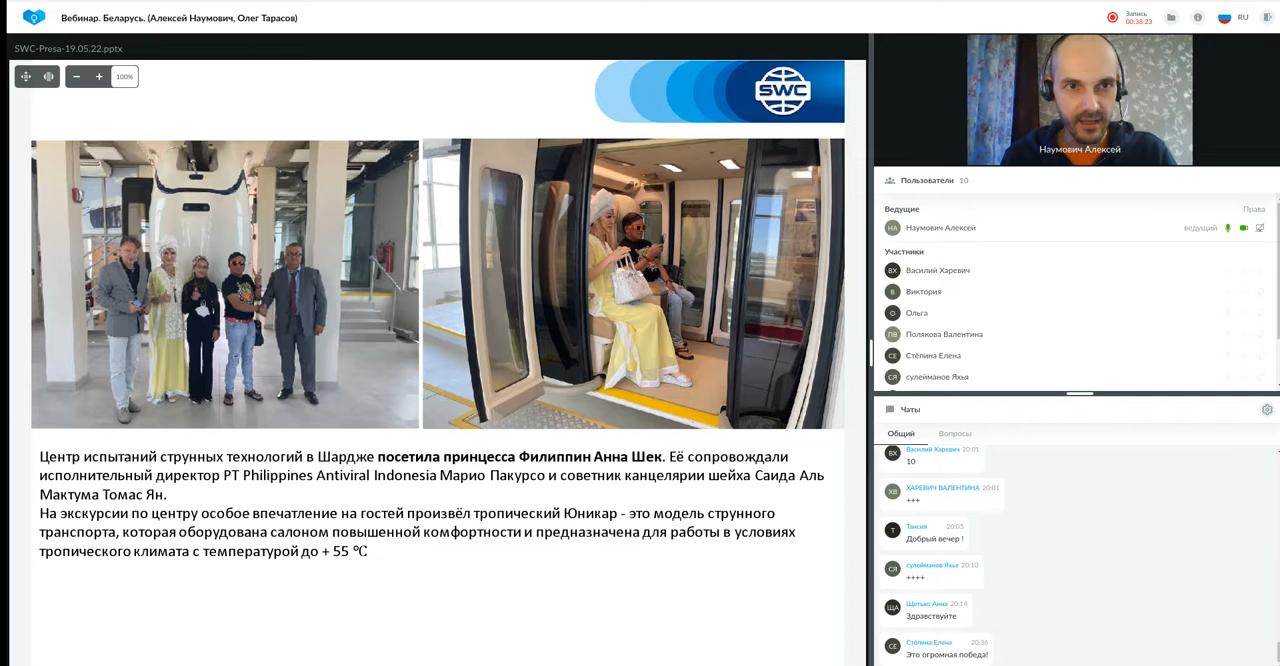 Вебинар. Беларусь. (Алексей Наумович, Олег Тарасов)
Запись
00:38:23
RU
SWC-Presa-19.05.22.pptx
100%
SWC
Центр испытаний струнных технологий в Шардже посетила принцесса Филиппин Анна Шек. Её сопровождали
исполнительный директор PT Philippines Antiviral Indonesia Марио Пакурсо и советник канцелярии шейха Саида Аль
Мактума Томас Ян.
На экскурсии по центру особое впечатление на гостей произвёл тропический Юникар - это модель струнного
транспорта, которая оборудована салоном повышенной комфортности и предназначена для работы в условиях
тропического климата с температурой до + 55 °C
Наумович Алексей
Пользователи 10
Ведущие Права
НА Наумович Алексей ведущий
Участники
ВХ Василий Харевич
В Виктория
О Ольга
ПВ Полякова Валентина
СЕ Стёпина Елена
СЯ сулейманов Яхья
Чаты
Общий Вопросы
ВХ Василий Харевич 20:01
10
ХВ ХАРЕВИЧ ВАЛЕНТИНА 20:01
+++
Т Таисия 20:05
Добрый вечер !
СЯ сулейманов Яхья 20:10
++++
ЩА Щетько Анна 20:14
Здравствуйте
СЕ Стёпина Елена 20:36
Это огромная победа!